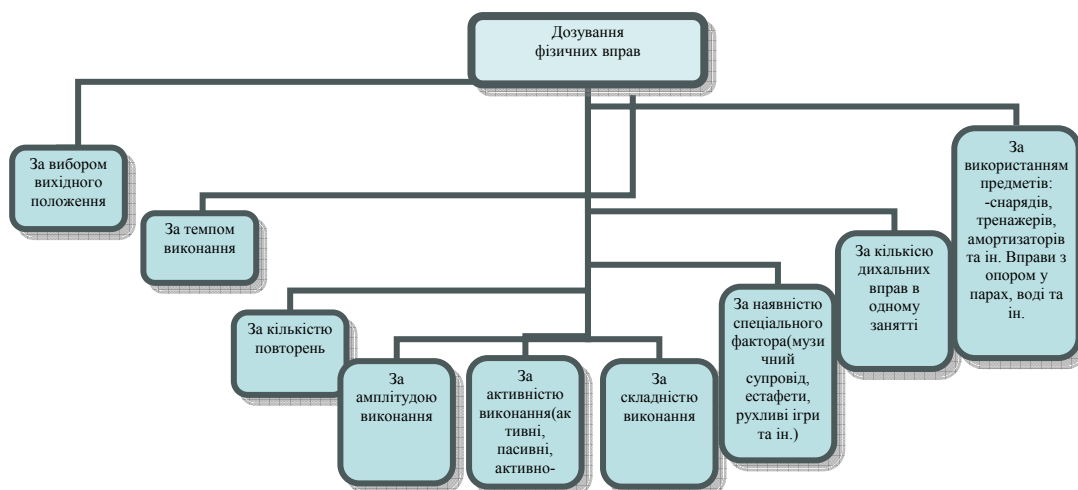 Дозування
фізичних вправ
За вибором
вихідного
положення
За темпом
виконання
За кількістю
повторень
За
амплітудою
виконання
За
активністю
виконання(ак
тивні,
пасивні,
активно-
За
складністю
виконання
За наявністю
спеціального
фактора(музи
чний
супровід,
естафети,
рухливі ігри
та ін.)
За кількісю
дихальних
вправ в
одному
занятті
За
використанням
предметів:
-снарядів,
тренажерів,
амортизаторів
та ін. Вправи з
опором у
парах, воді та
ін.